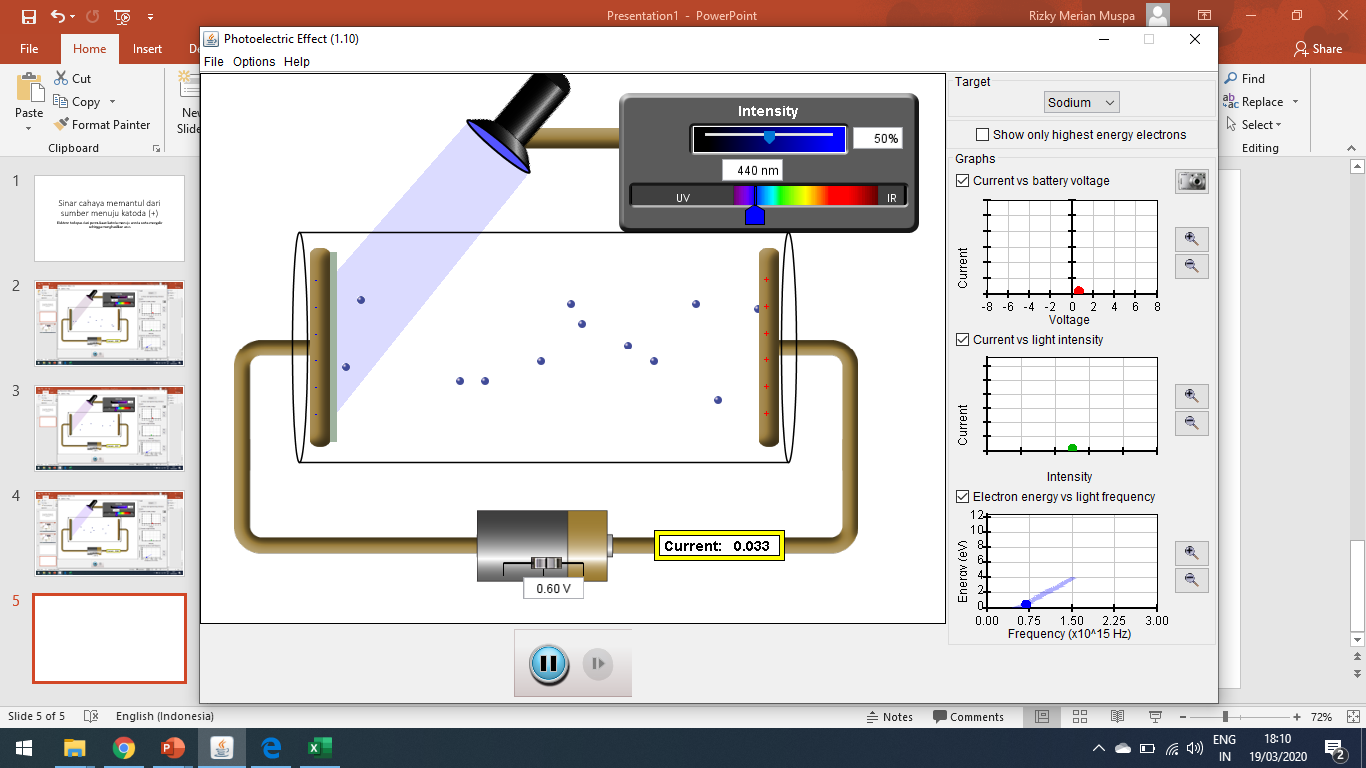 Presentation1 - PowerPoint
Rizky Merian Muspa
File
Home
Insert
De
Share
Paste
Cut
Copy
Format Painter
Clipboard
New
Slide
Find
Replace
Select
Editing
Photoelectric Effect (1.10)
File Options Help
Intensity
50%
440 nm
UV
IR
Current: 0.033
0.60 V
Target
Sodium
Show only highest energy electrons
Graphs
Current vs battery voltage
Current
-8 -6 -4 -2 0 2 4 6 8
Voltage
Current vs light intensity
Current
Intensity
Electron energy vs light frequency
Energy (eV)
12
10
8
6
4
2
0
0.00 0.75 1.50 2.25 3.00
Frequency (x10^15 Hz)
1
Sinar cahaya memantul dari
sumber menuju katoda (+)
2
3
4
5
Slide 5 of 5
English (Indonesia)
Notes
Comments
72%
ENG
IN
18:10
19/03/2020
2